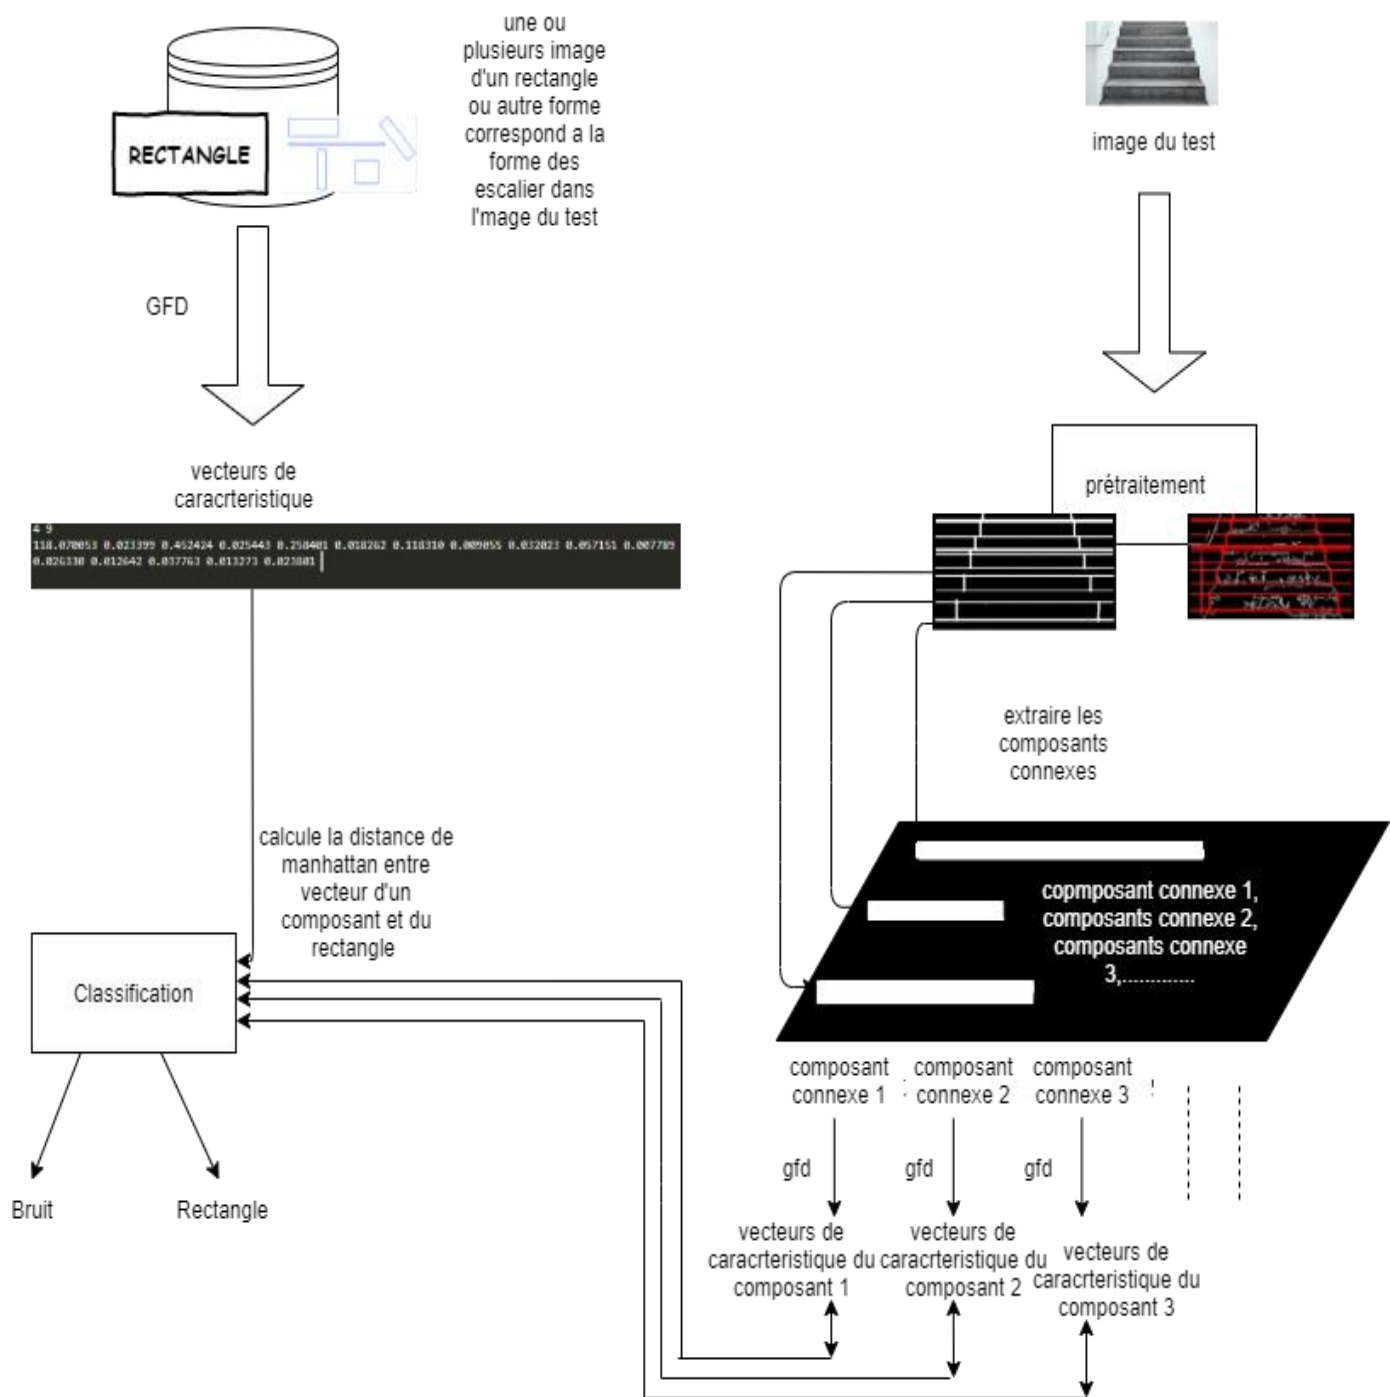 une ou
plusieurs image
d'un rectangle
ou autre forme
correspond a la
forme des
escalier dans
l'mage du test
RECTANGLE
image du test
GFD
prétraitement
vecteurs de
caracrteristique
4 9
118.070053 0.023399 0.452424 0.025443 0.258401 0.018262 0.118310 0.009055 0.032023 0.057151 0.007789
0.026330 0.012642 0.037763 0.013273 0.023801
extraire les
composants
connexes
calcule la distance de
manhattan entre
vecteur d'un
composant et du
rectangle
copmposant connexe 1,
composants connexe 2,
composants connexe
3,.............
Classification
composant
connexe 1
composant
connexe 2
composant
connexe 3
gfd
gfd
gfd
Bruit
Rectangle
vecteurs de
caracrteristique du
composant 1
vecteurs de
caracrteristique du
composant 2
vecteurs de
caracrteristique du
composant 3